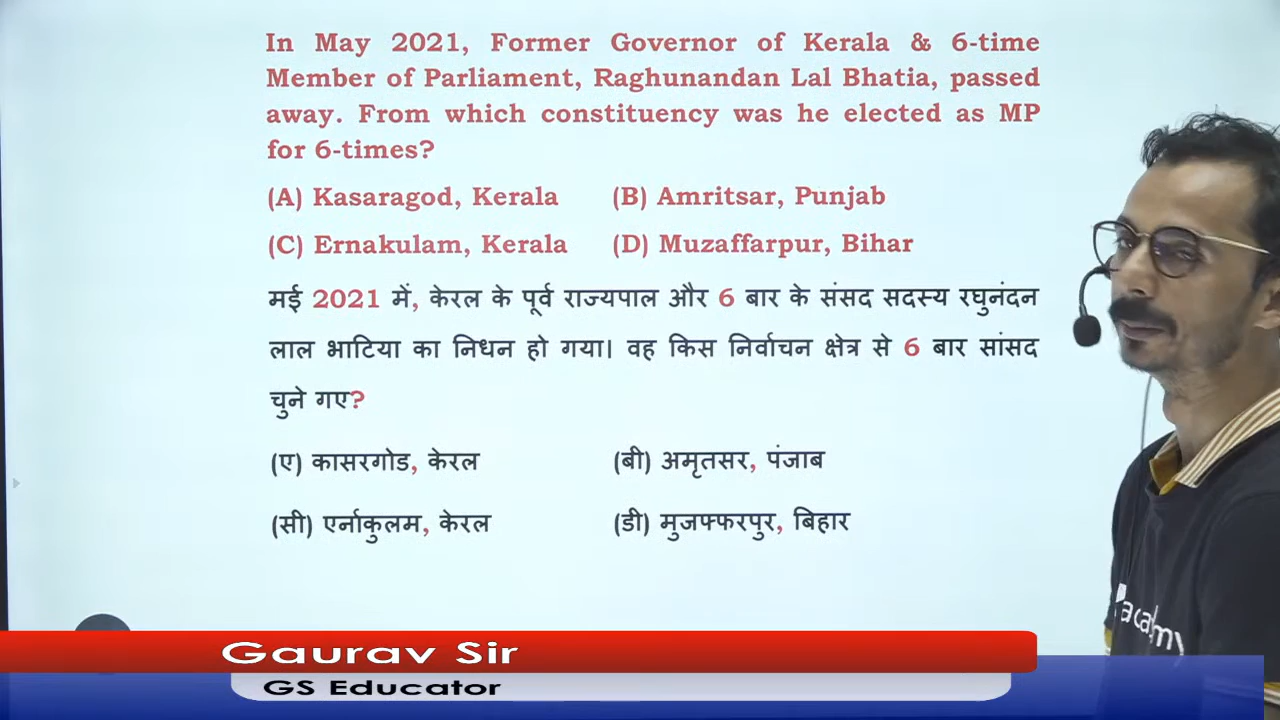 In May 2021, Former Governor of Kerala & 6-time
Member of Parliament, Raghunandan Lal Bhatia, passed
away. From which constituency was he elected as MP
for 6-times?
(A) Kasaragod, Kerala (B) Amritsar, Punjab
(C) Ernakulam, Kerala (D) Muzaffarpur, Bihar
मई 2021 में, केरल के पूर्व राज्यपाल और 6 बार के संसद सदस्य रघुनंदन
लाल भाटिया का निधन हो गया। वह किस निर्वाचन क्षेत्र से 6 बार सांसद
चुने गए?
(ए) कासरगोड, केरल (बी) अमृतसर, पंजाब
(सी) एर्नाकुलम, केरल (डी) मुजफ्फरपुर, बिहार
Gaurav Sir
GS Educator